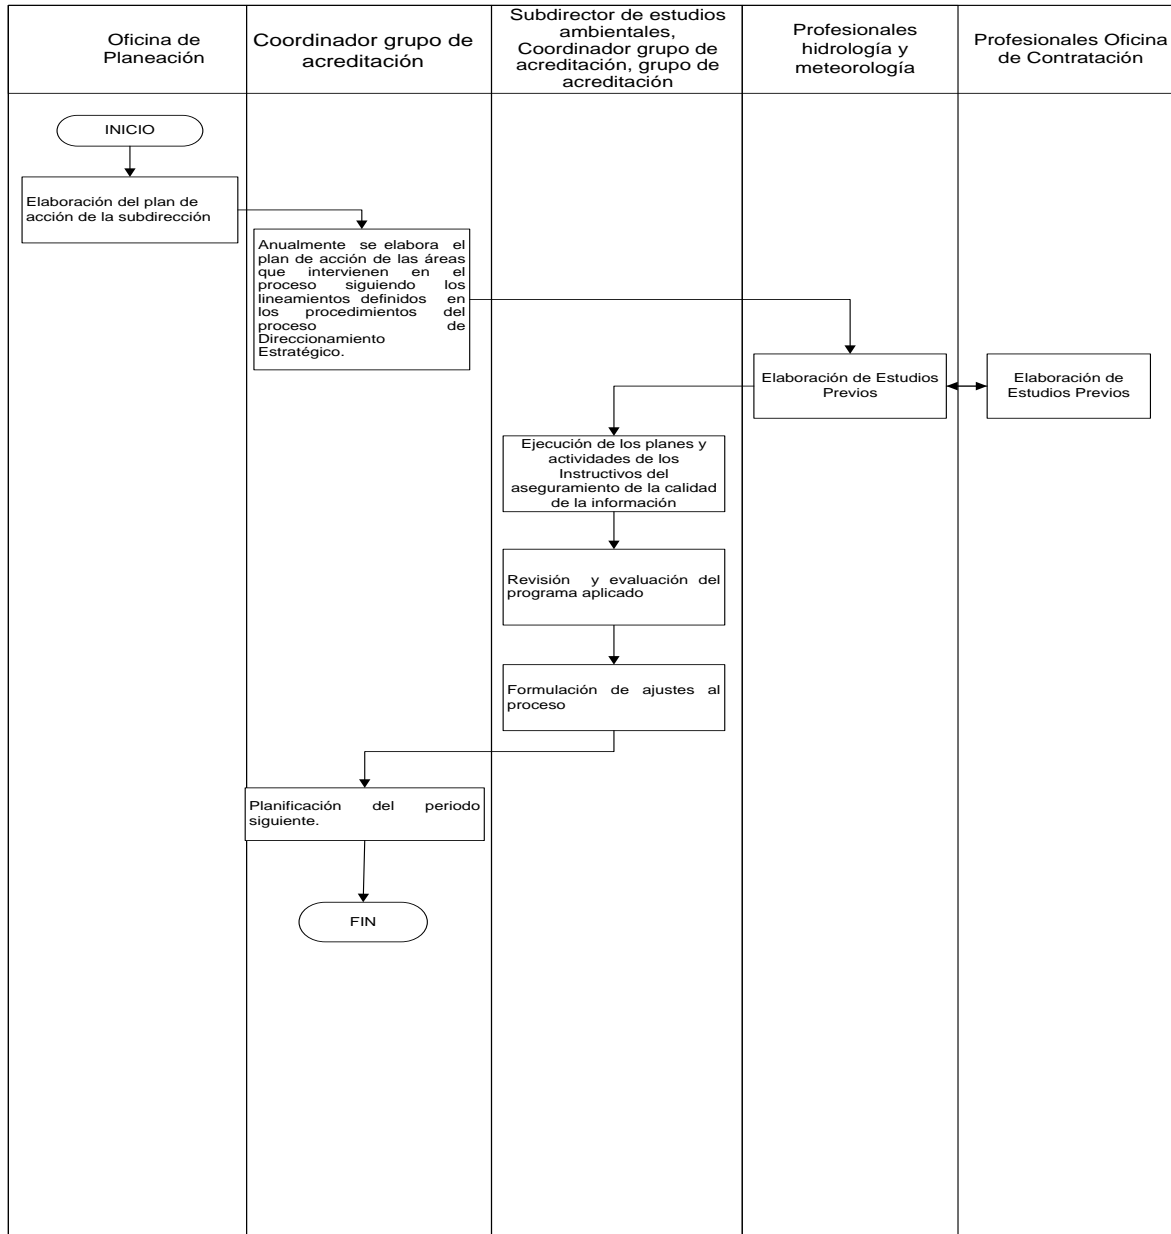 Oficina de
Planeación
Coordinador grupo de
acreditación
Subdirector de estudios
ambientales,
Coordinador grupo de
acreditación, grupo de
acreditación
Profesionales
hidrología y
meteorología
Profesionales Oficina
de Contratación
INICIO
Elaboración del plan de
acción de la subdirección
Anualmente se elabora el
plan de acción de las áreas
que intervienen en el
proceso siguiendo los
lineamientos definidos en
los procedimientos del
proceso de
Direccionamiento
Estratégico.
Elaboración de Estudios
Previos
Elaboración de
Estudios Previos
Ejecución de los planes y
actividades de los
Instructivos del
aseguramiento de la calidad
de la información
Revisión y evaluación del
programa aplicado
Formulación de ajustes al
proceso
Planificación del periodo
siguiente.
FIN